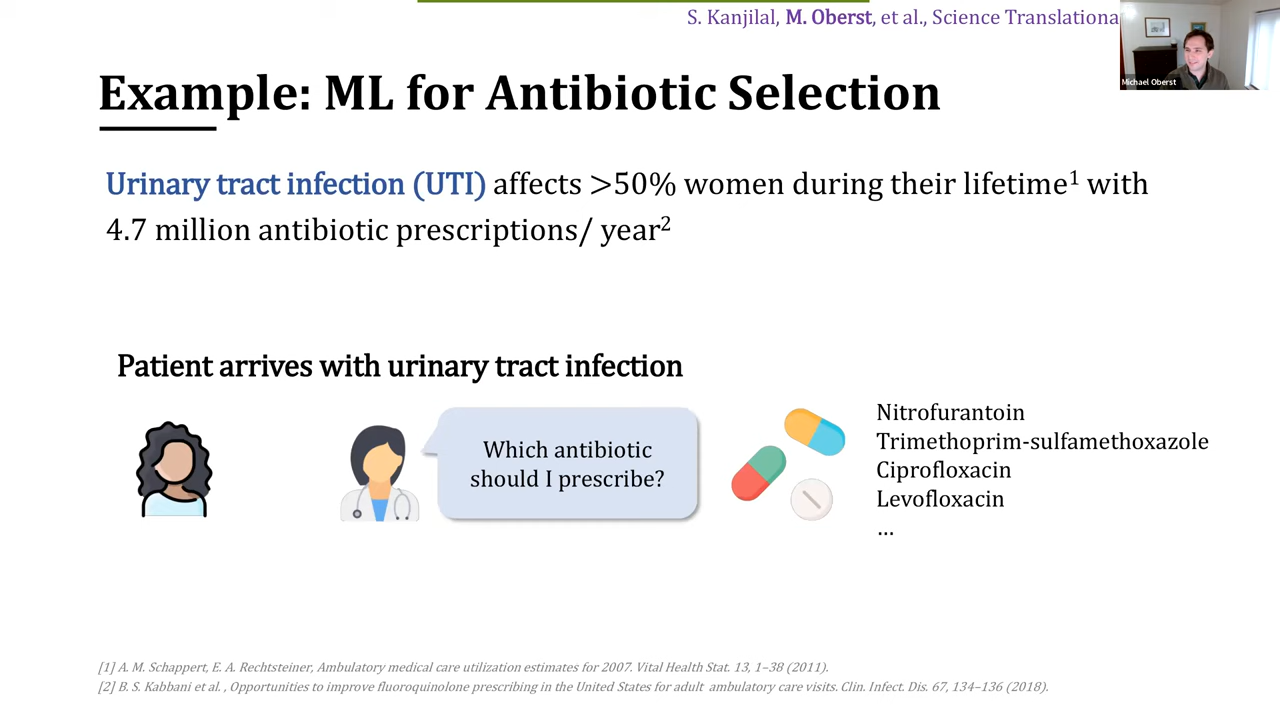 S. Kanjilal, M. Oberst, et al., Science Translationa
Michael Oberst
Example: ML for Antibiotic Selection
Urinary tract infection (UTI) affects >50% women during their lifetime¹ with
4.7 million antibiotic prescriptions/ year²
Patient arrives with urinary tract infection
Which antibiotic
should I prescribe?
Nitrofurantoin
Trimethoprim-sulfamethoxazole
Ciprofloxacin
Levofloxacin
...
[1] A. M. Schappert, E. A. Rechtsteiner, Ambulatory medical care utilization estimates for 2007. Vital Health Stat. 13, 1–38 (2011).
[2] B. S. Kabbani et al. , Opportunities to improve fluoroquinolone prescribing in the United States for adult ambulatory care visits. Clin. Infect. Dis. 67, 134–136 (2018).